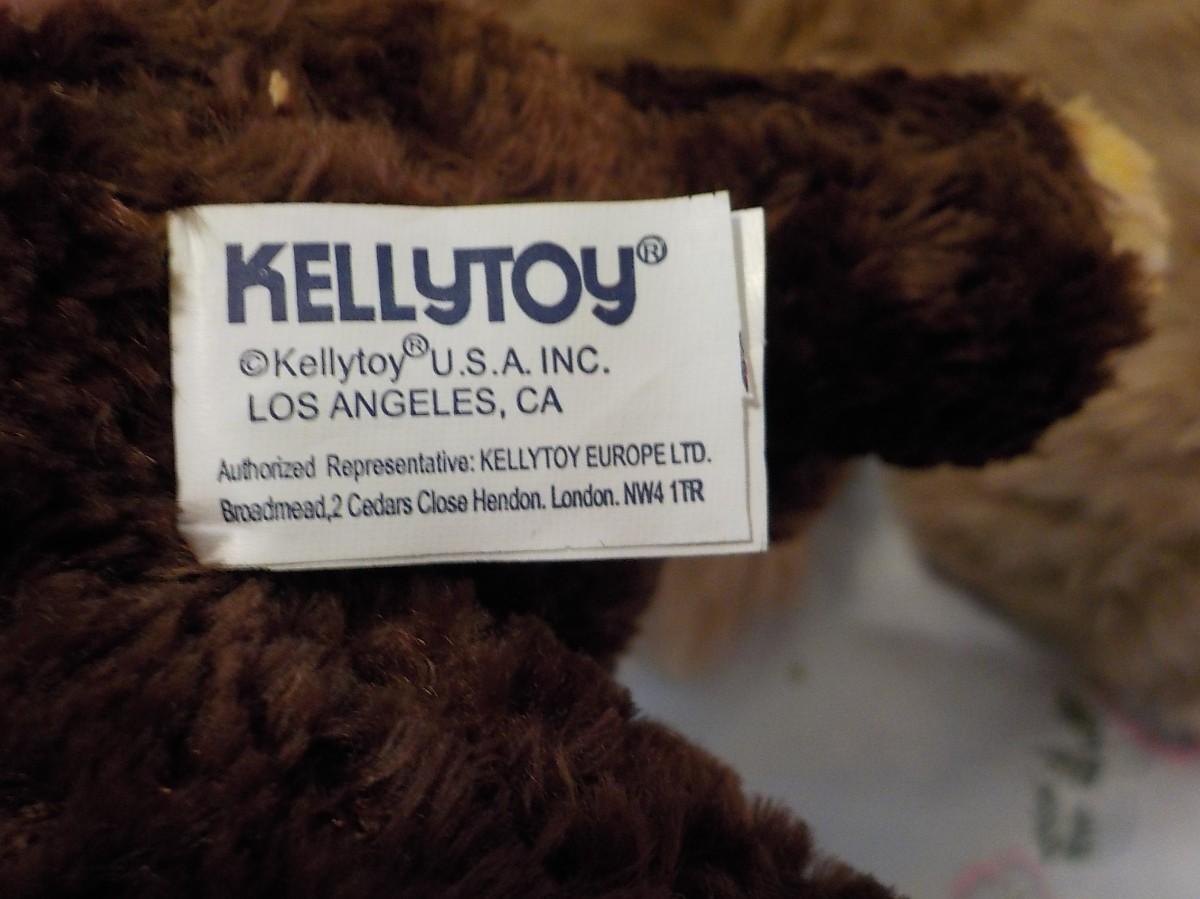 KELLYTOY®
©Kellytoy® U.S.A. INC.
LOS ANGELES, CA
Authorized Representative: KELLYTOY EUROPE LTD.
Broadmead,2 Cedars Close Hendon. London. NW4 1TR